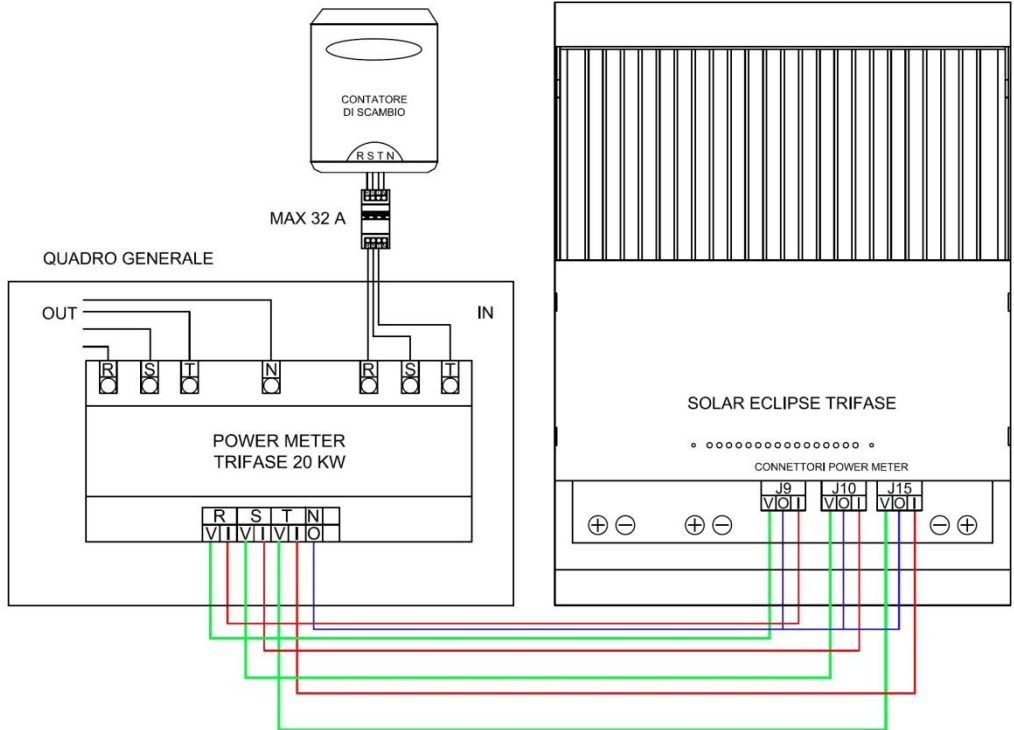 CONTATORE
DI SCAMBIO
R S T N
MAX 32 A
QUADRO GENERALE
OUT
IN
R S T N R S T
POWER METER
TRIFASE 20 KW
R S T N
V I V I V I O
SOLAR ECLIPSE TRIFASE
CONNETTORI POWER METER
J9 J10 J15
V O I V O I V O I